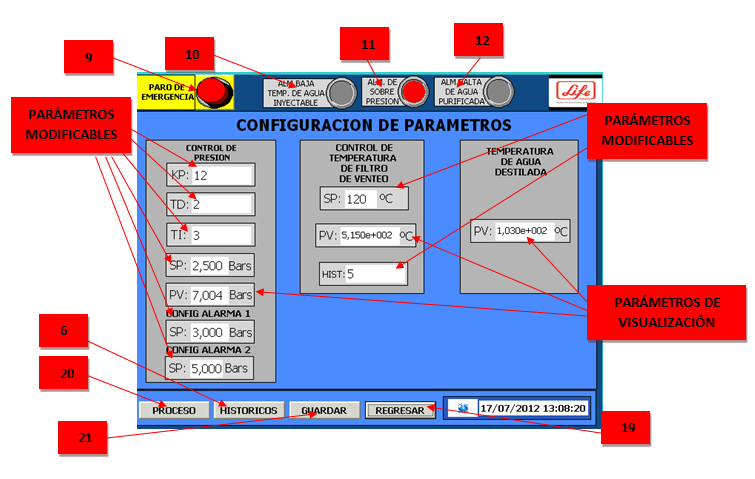 9
10
11
12
PARO DE
EMERGENCIA
ALM.BAJA
TEMP. DE AGUA
INYECTABLE
DE
SOBRE
PRESION
ALM.ALTA
DE AGUA
PURIFICADA
Life
PARÁMETROS
MODIFICABLES
CONFIGURACION DE PARAMETROS
PARÁMETROS
MODIFICABLES
CONTROL DE
PRESION
KP: 12
TD: 2
TI: 3
SP: 2,500 Bars
PV: 7,004 Bars
CONFIG ALARMA 1
SP: 3,000 Bars
CONFIG ALARMA 2
SP: 5,000 Bars
CONTROL DE
TEMPERATURA
DE FILTRO
DE VENTEO
SP: 120 ºC
PV: 5,150e+002 ºC
HIST: 5
TEMPERATURA
DE AGUA
DESTILADA
PV: 1,030e+002 ºC
PARÁMETROS DE
VISUALIZACIÓN
6
20
21
PROCESO
HISTORICOS
GUARDAR
REGRESAR
17/07/2012 13:08:20
19